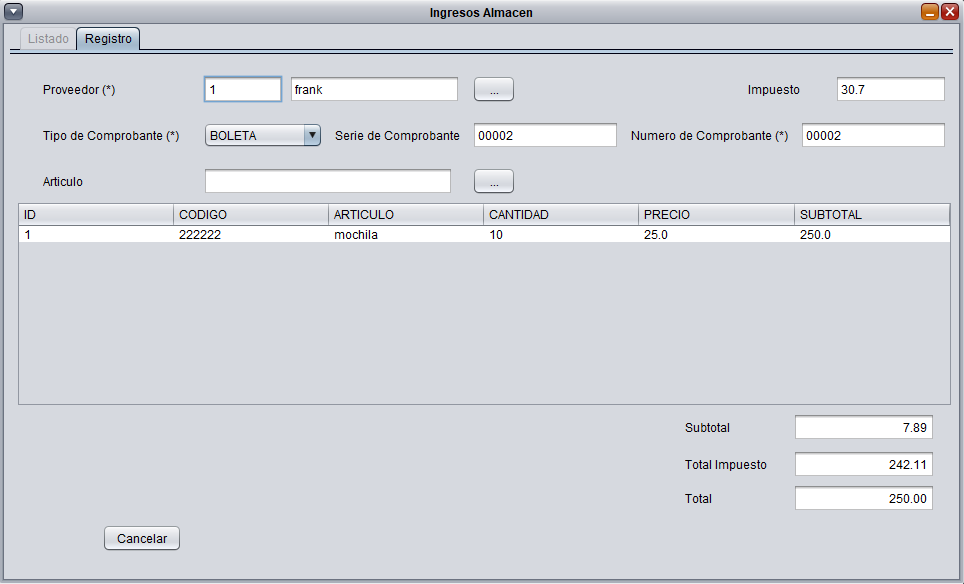 Ingresos Almacen
Listado Registro
Proveedor (*) 1 frank ... Impuesto 30.7
Tipo de Comprobante (*) BOLETA Serie de Comprobante 00002 Numero de Comprobante (*) 00002
Articulo ...
ID CODIGO ARTICULO CANTIDAD PRECIO SUBTOTAL
1 222222 mochila 10 25.0 250.0
Subtotal 7.89
Total Impuesto 242.11
Total 250.00
Cancelar